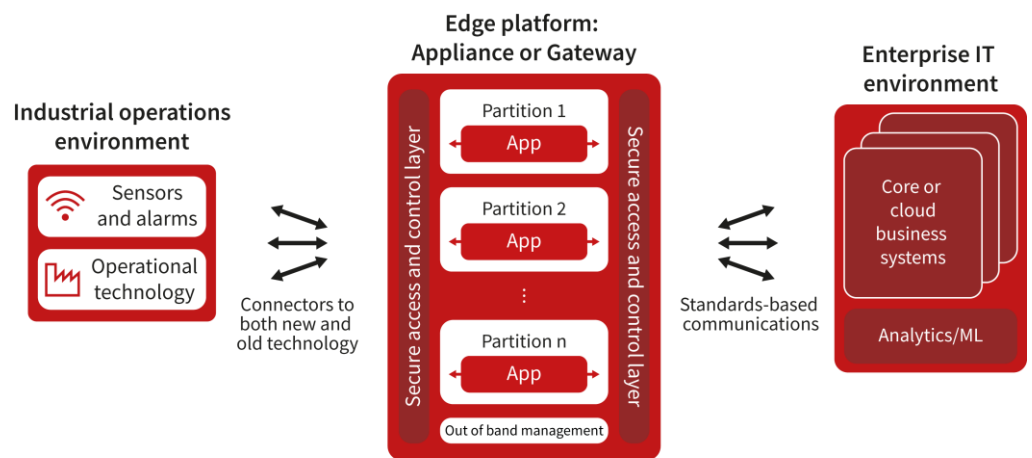 Industrial operations
environment
Sensors
and alarms
Operational
technology
Connectors to
both new and
old technology
Edge platform:
Appliance or Gateway
Secure access and control layer
Partition 1
App
Partition 2
App
...
Partition n
App
Out of band management
Secure access and control layer
Standards-based
communications
Enterprise IT
environment
Core or
cloud
business
systems
Analytics/ML